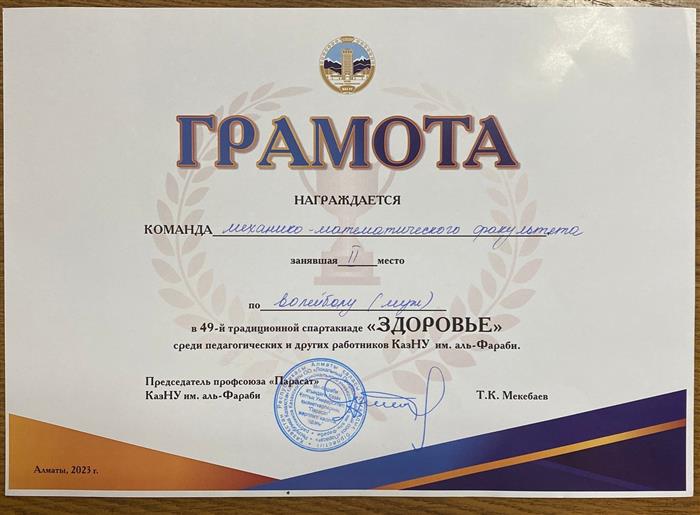 ГРАМОТА
НАГРАЖДАЕТСЯ
КОМАНДА механико-математического факультета
занявшая II место
по волейболу (муж)
в 49-й традиционной спартакиаде «ЗДОРОВЬЕ»
среди педагогических и других работников КазНУ им. аль-Фараби.
Председатель профсоюза «Парасат»
КазНУ им. аль-Фараби
Т.К. Мекебаев
Алматы, 2023 г.